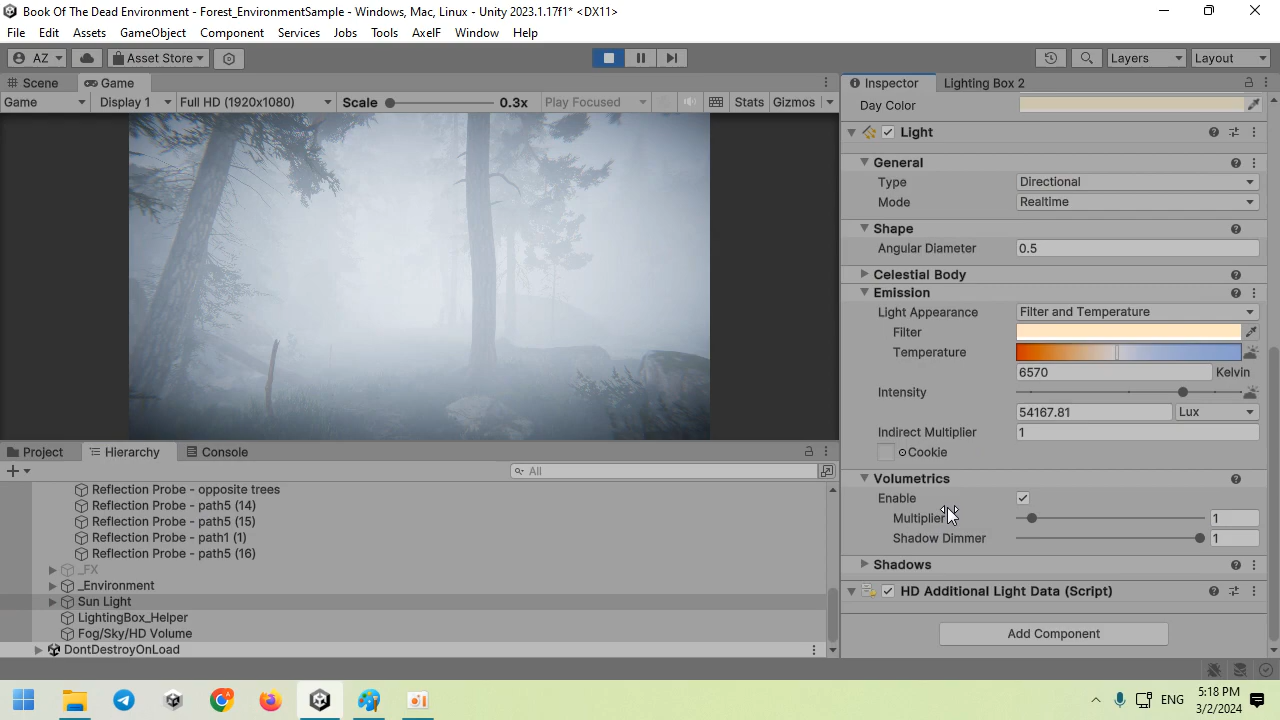 Book Of The Dead Environment - Forest_EnvironmentSample - Windows, Mac, Linux - Unity 2023.1.17f1* <DX11>
File Edit Assets GameObject Component Services Jobs Tools AxelF Window Help
AZ Asset Store Layers Layout
Scene Game Inspector Lighting Box 2
Game Display 1 Full HD (1920x1080) Scale 0.3x Play Focused Stats Gizmos
Day Color
Light
General
Type Directional
Mode Realtime
Shape
Angular Diameter 0.5
Celestial Body
Emission
Light Appearance Filter and Temperature
Filter
Temperature
6570 Kelvin
Intensity
54167.81 Lux
Indirect Multiplier 1
Cookie
Volumetrics
Enable
Multiplier 1
Shadow Dimmer 1
Shadows
HD Additional Light Data (Script)
Add Component
Project Hierarchy Console
All
Reflection Probe - opposite trees
Reflection Probe - path5 (14)
Reflection Probe - path5 (15)
Reflection Probe - path1 (1)
Reflection Probe - path5 (16)
_FX
_Environment
Sun Light
LightingBox_Helper
Fog/Sky/HD Volume
DontDestroyOnLoad
ENG 5:18 PM
3/2/2024